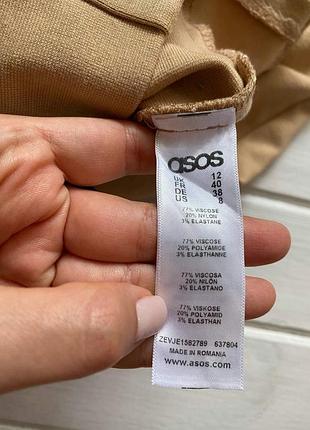 asos
UK 12
FR 40
DE 38
US 8
77% VISCOSE
20% NYLON
3% ELASTANE
77% VISCOSE
20% POLYAMIDE
3% ELASTHANNE
77% VISCOSA
20% NILÓN
3% ELASTANO
77% VISKOSE
20% POLYAMID
3% ELASTHAN
ZEVJE1582789 637804
MADE IN ROMANIA
www.asos.com